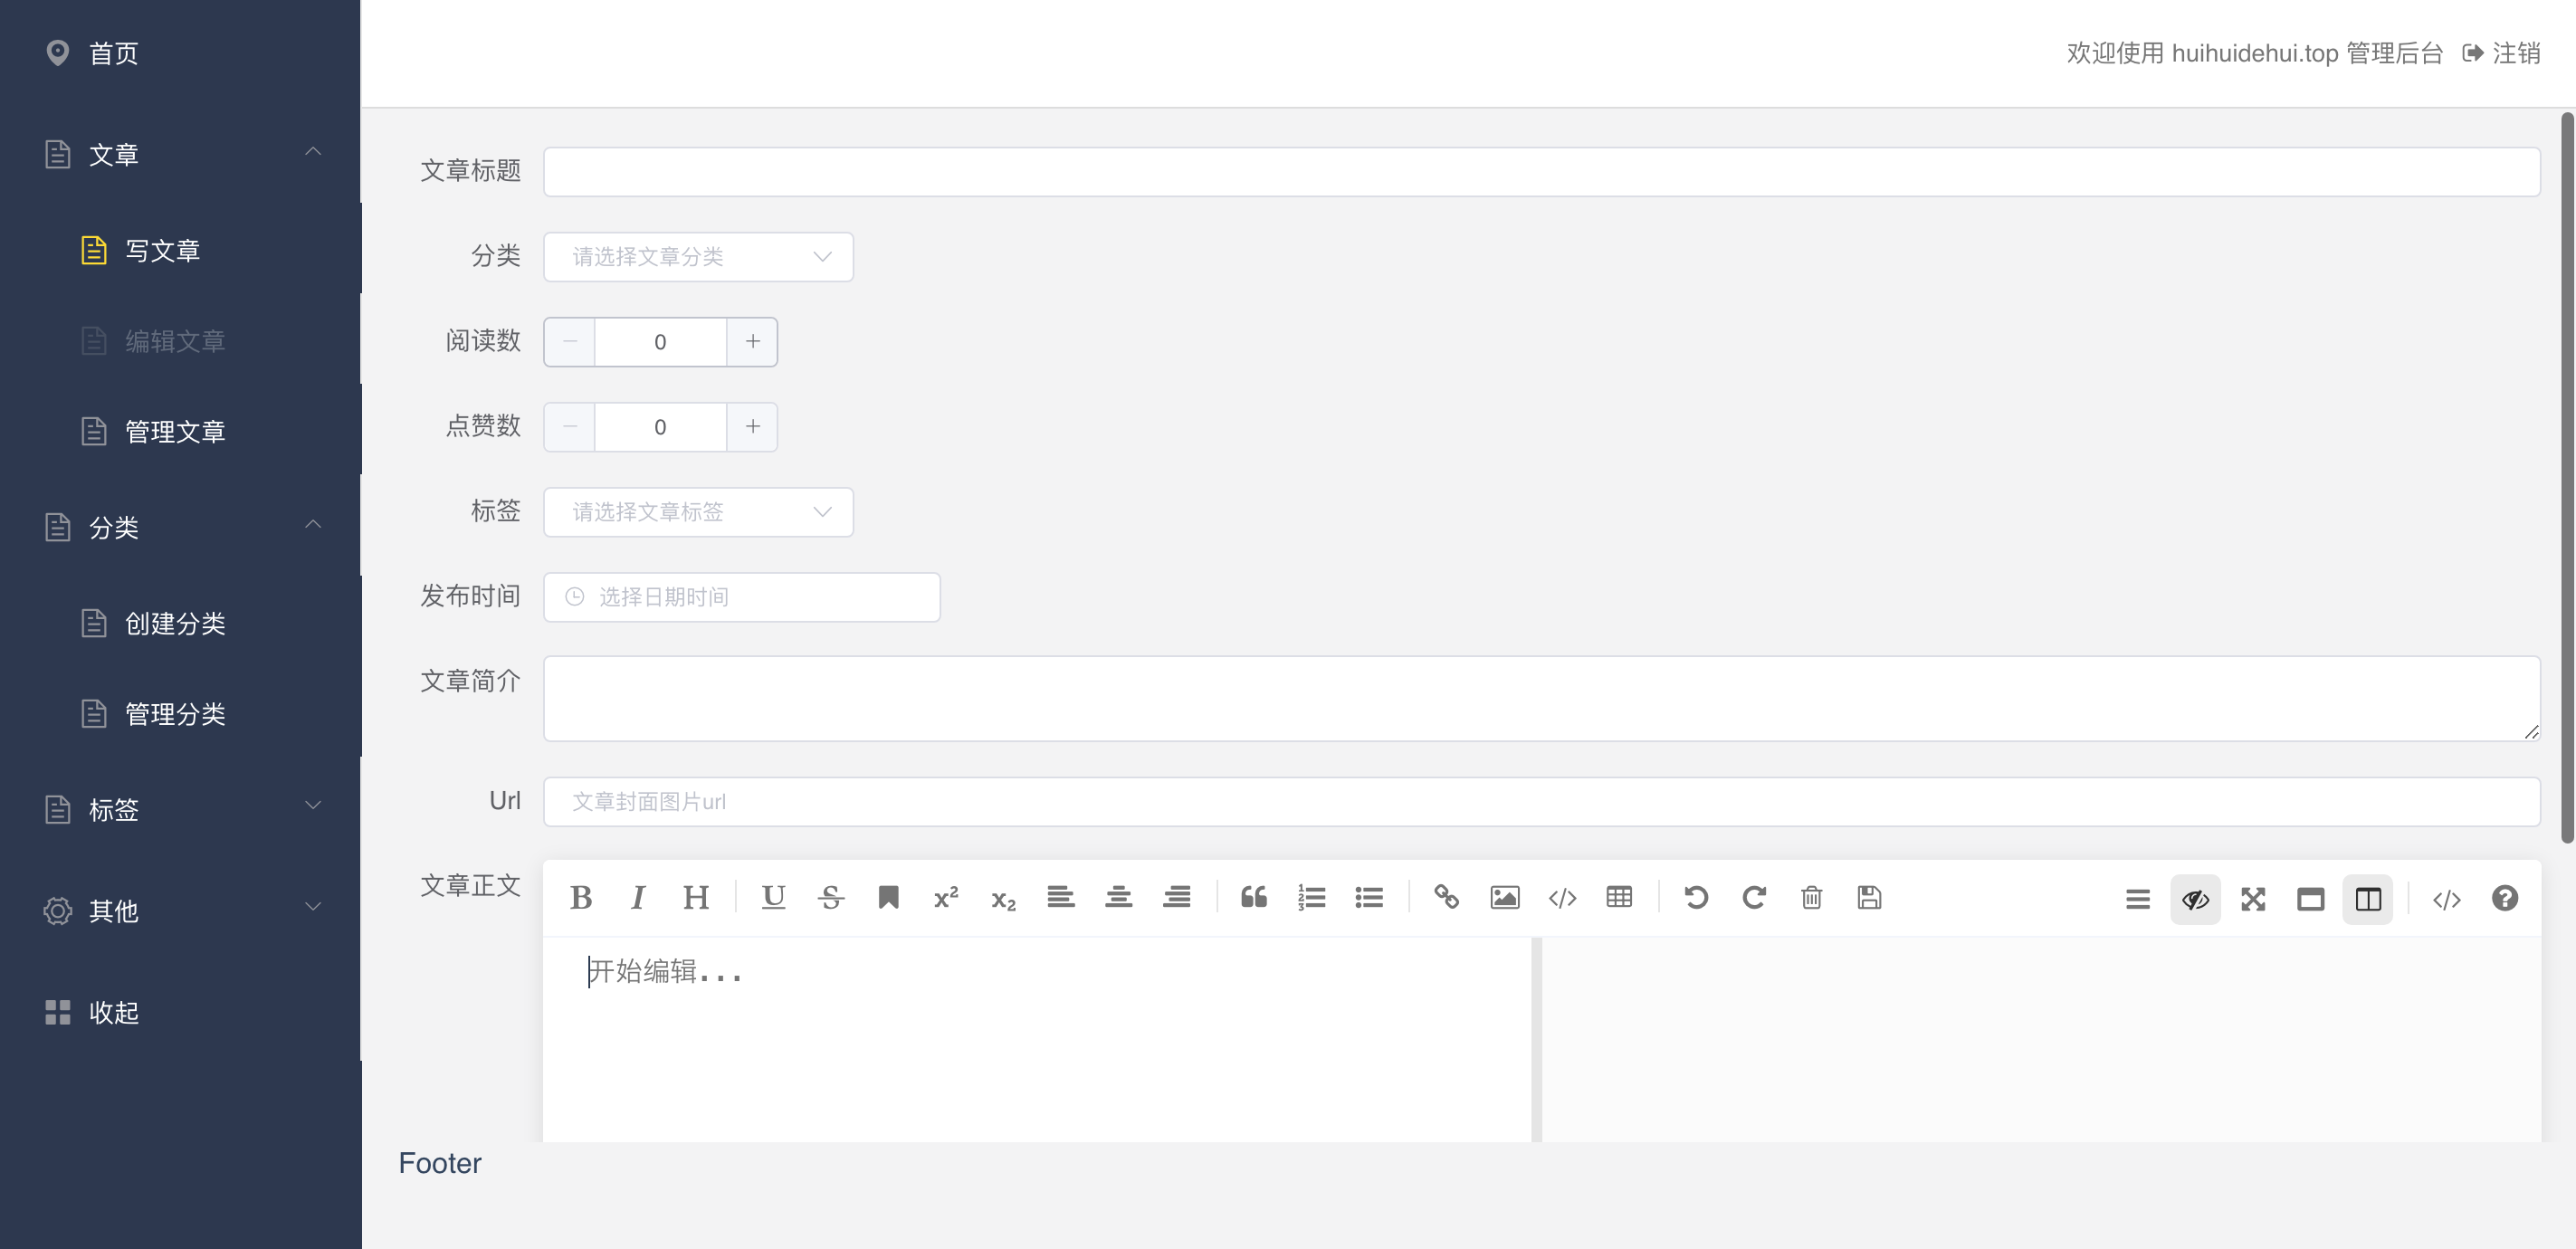 首页
文章
写文章
编辑文章
管理文章
分类
创建分类
管理分类
标签
其他
收起
欢迎使用 huihuidehui.top 管理后台 注销
文章标题
分类 请选择文章分类
阅读数 0
点赞数 0
标签 请选择文章标签
发布时间 选择日期时间
文章简介
Url 文章封面图片url
文章正文
开始编辑...
Footer